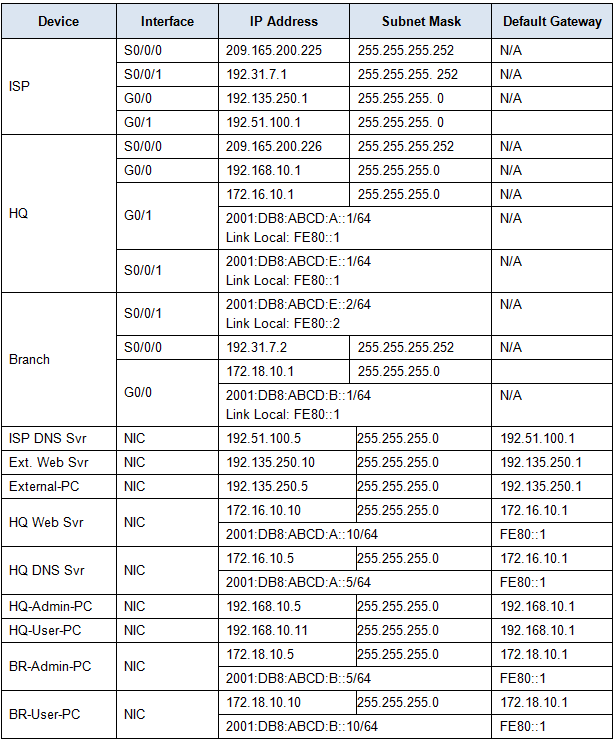 Device Interface IP Address Subnet Mask Default Gateway
ISP
S0/0/0 209.165.200.225 255.255.255.252 N/A
S0/0/1 192.31.7.1 255.255.255. 252 N/A
G0/0 192.135.250.1 255.255.255. 0 N/A
G0/1 192.51.100.1 255.255.255. 0
HQ
S0/0/0 209.165.200.226 255.255.255.252 N/A
G0/0 192.168.10.1 255.255.255.0 N/A
G0/1
172.16.10.1 255.255.255.0 N/A
2001:DB8:ABCD:A::1/64 N/A
Link Local: FE80::1
S0/0/1
2001:DB8:ABCD:E::1/64 N/A
Link Local: FE80::1
Branch
S0/0/1
2001:DB8:ABCD:E::2/64 N/A
Link Local: FE80::2
S0/0/0 192.31.7.2 255.255.255.252 N/A
G0/0
172.18.10.1 255.255.255.0
2001:DB8:ABCD:B::1/64 N/A
Link Local: FE80::1
ISP DNS Svr NIC 192.51.100.5 255.255.255.0 192.51.100.1
Ext. Web Svr NIC 192.135.250.10 255.255.255.0 192.135.250.1
External-PC NIC 192.135.250.5 255.255.255.0 192.135.250.1
HQ Web Svr NIC
172.16.10.10 255.255.255.0 172.16.10.1
2001:DB8:ABCD:A::10/64 FE80::1
HQ DNS Svr NIC
172.16.10.5 255.255.255.0 172.16.10.1
2001:DB8:ABCD:A::5/64 FE80::1
HQ-Admin-PC NIC 192.168.10.5 255.255.255.0 192.168.10.1
HQ-User-PC NIC 192.168.10.11 255.255.255.0 192.168.10.1
BR-Admin-PC NIC
172.18.10.5 255.255.255.0 172.18.10.1
2001:DB8:ABCD:B::5/64 FE80::1
BR-User-PC NIC
172.18.10.10 255.255.255.0 172.18.10.1
2001:DB8:ABCD:B::10/64 FE80::1